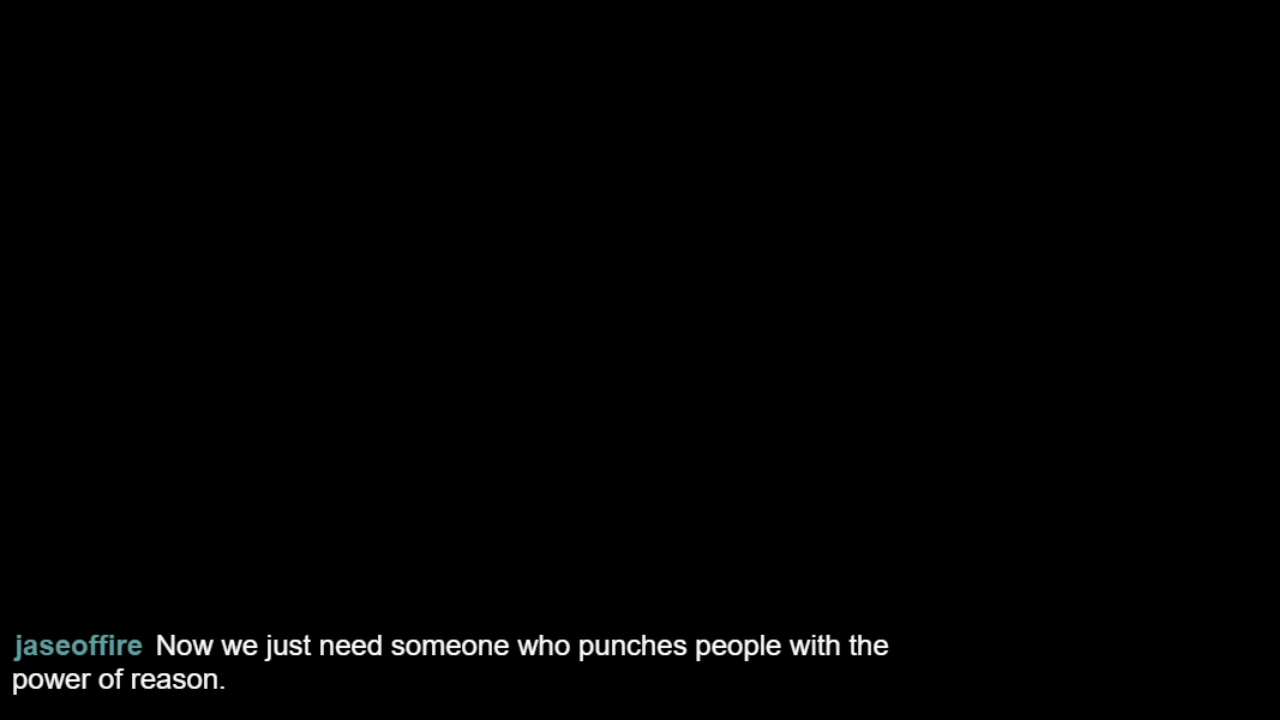 jaseoffire Now we just need someone who punches people with the
power of reason.